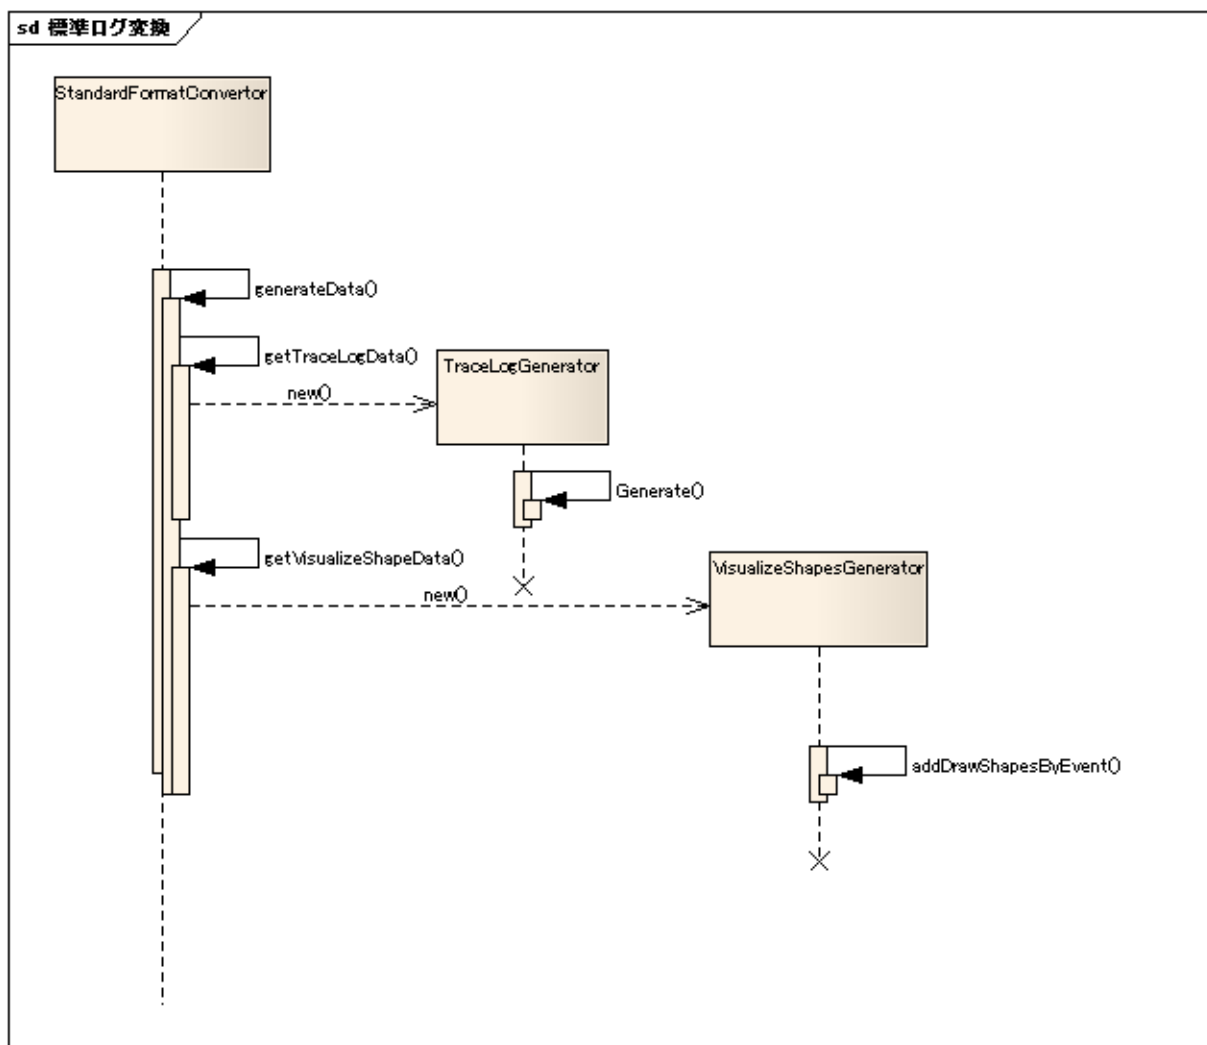 sd 標準ログ変換
StandardFormatConvertor
generateData()
getTraceLogData()
TraceLogGenerator
new()
Generate()
getVisualizeShapeData()
VisualizeShapesGenerator
new()
addDrawShapesByEvent()